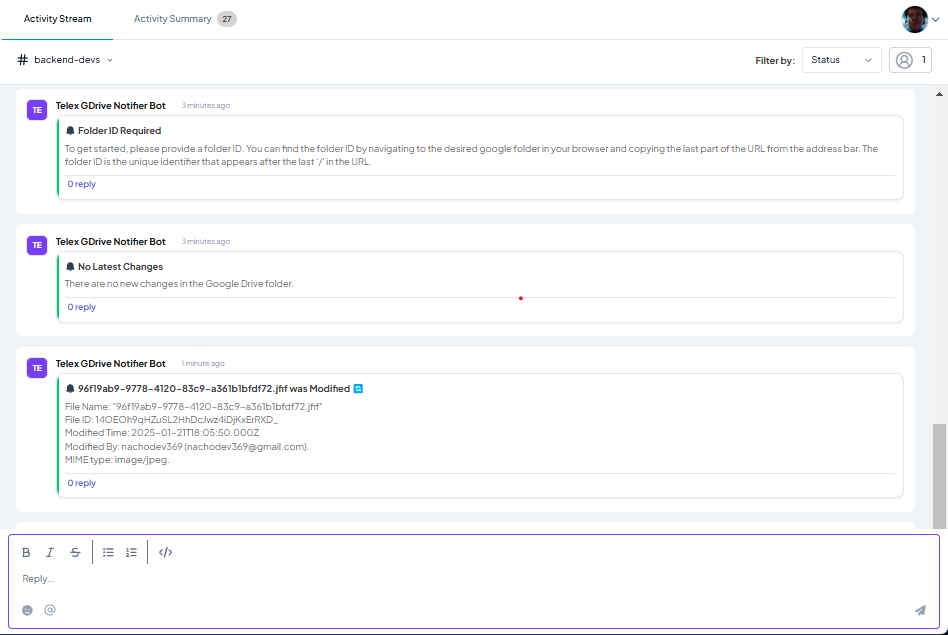 Activity Stream
Activity Summary 27
# backend-devs
Filter by: Status 1
TE Telex GDrive Notifier Bot 3 minutes ago
Folder ID Required
To get started, please provide a folder ID. You can find the folder ID by navigating to the desired google folder in your browser and copying the last part of the URL from the address bar. The
folder ID is the unique identifier that appears after the last '/' in the URL.
0 reply
TE Telex GDrive Notifier Bot 3 minutes ago
No Latest Changes
There are no new changes in the Google Drive folder.
0 reply
TE Telex GDrive Notifier Bot 1 minute ago
96f19ab9-9778-4120-83c9-a361b1bfdf72.jfif was Modified
File Name: "96f19ab9-9778-4120-83c9-a361b1bfdf72.jfif"
File ID: 14OEOh9qHZuSL2HhDcJwz4iDjKxErRXD_
Modified Time: 2025-01-21T18:05:50.000Z
Modified By: nachodev369 (nachodev369@gmail.com).
MIME type: image/jpeg.
0 reply
B I S </>
Reply...
@